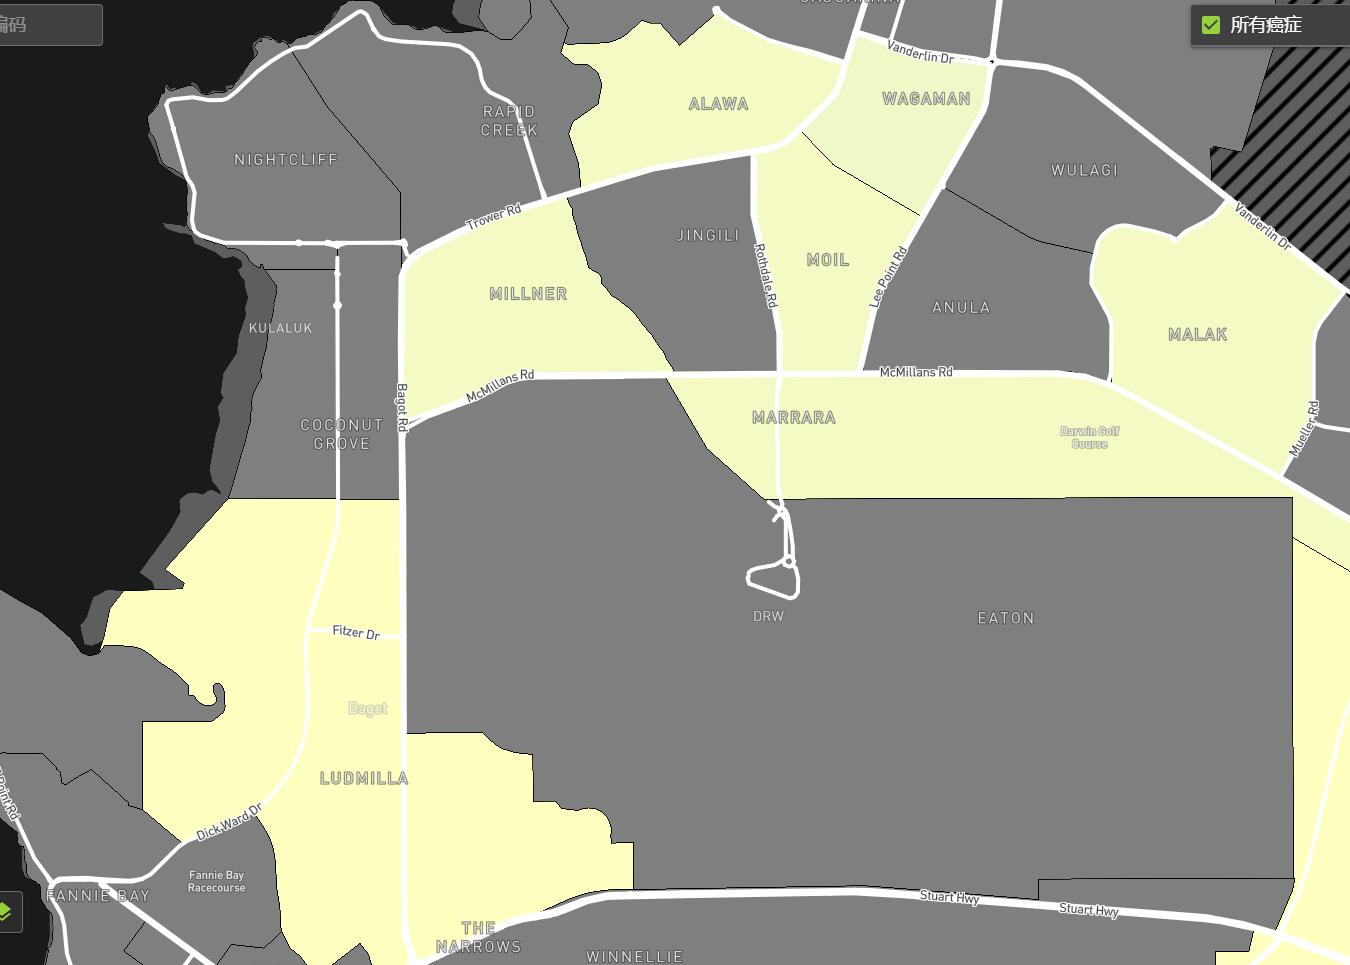 编码
所有癌症
Vanderlin Dr
ALAWA
WAGAMAN
RAPID
CREEK
NIGHTCLIFF
WULAGI
Trower Rd
JINGILI
Vanderlin Dr
MOIL
Rothdale Rd
Lee Point Rd
MILLNER
ANULA
KULALUK
MALAK
McMillans Rd
McMillans Rd
Bagot Rd
MARRARA
COCONUT
GROVE
Darwin Golf
Course
Mueller Rd
DRW
EATON
Fitzer Dr
Bagot
LUDMILLA
Point Rd
Dick Ward Dr
Fannie Bay
Racecourse
FANNIE BAY
Stuart Hwy
Stuart Hwy
THE
NARROWS
WINNELLIE